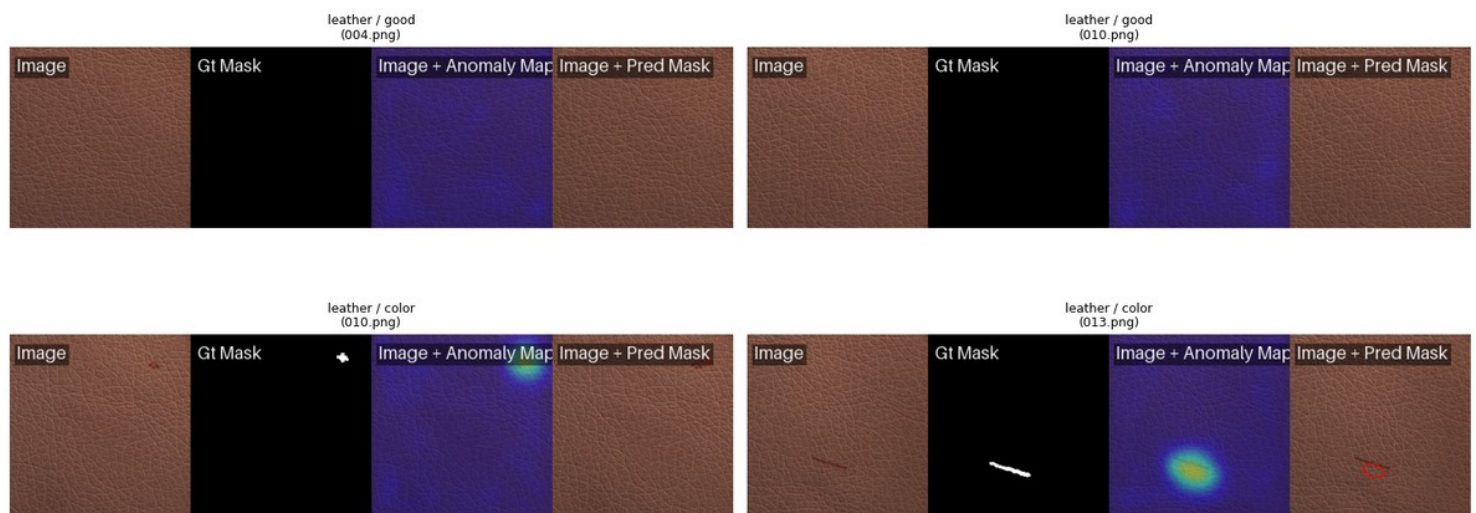 leather / good
(004.png)
Image
Gt Mask
Image + Anomaly Map
Image + Pred Mask
leather / good
(010.png)
Image
Gt Mask
Image + Anomaly Map
Image + Pred Mask
leather / color
(010.png)
Image
Gt Mask
Image + Anomaly Map
Image + Pred Mask
leather / color
(013.png)
Image
Gt Mask
Image + Anomaly Map
Image + Pred Mask